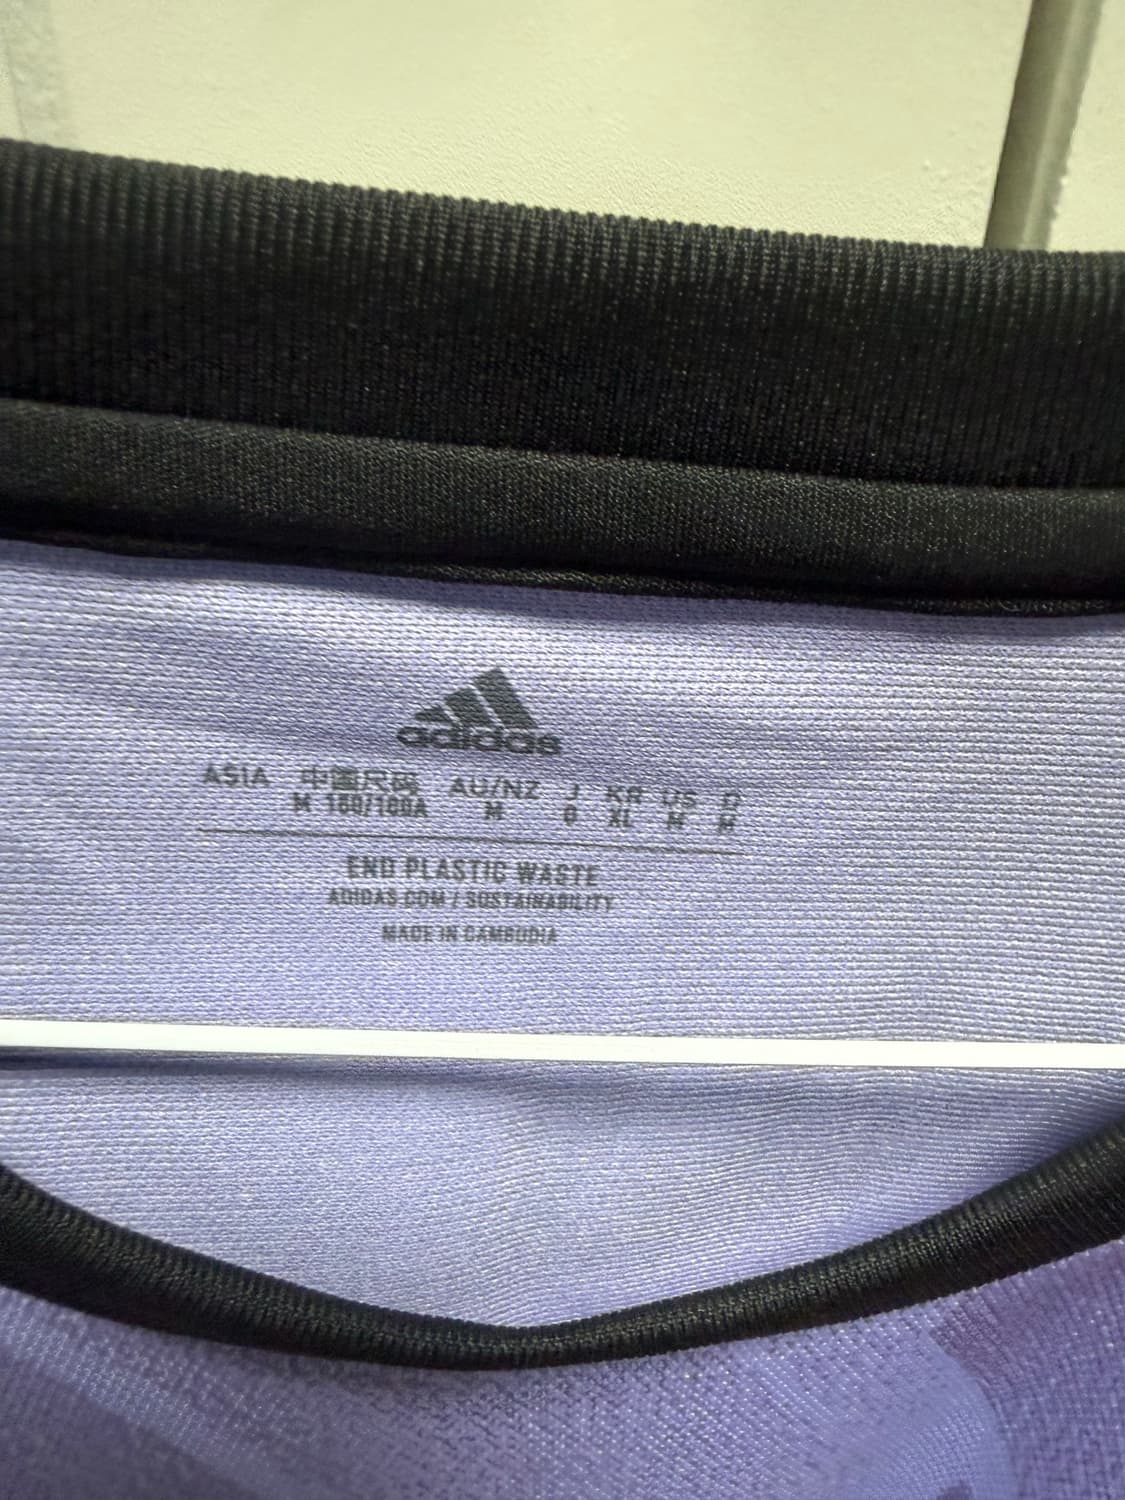 adidas
ASIA 中国尺码 AU/NZ J KR US D
M 180/100A M O XL M M
END PLASTIC WASTE
ADIDAS.COM / SUSTAINABILITY
MADE IN CAMBODIA